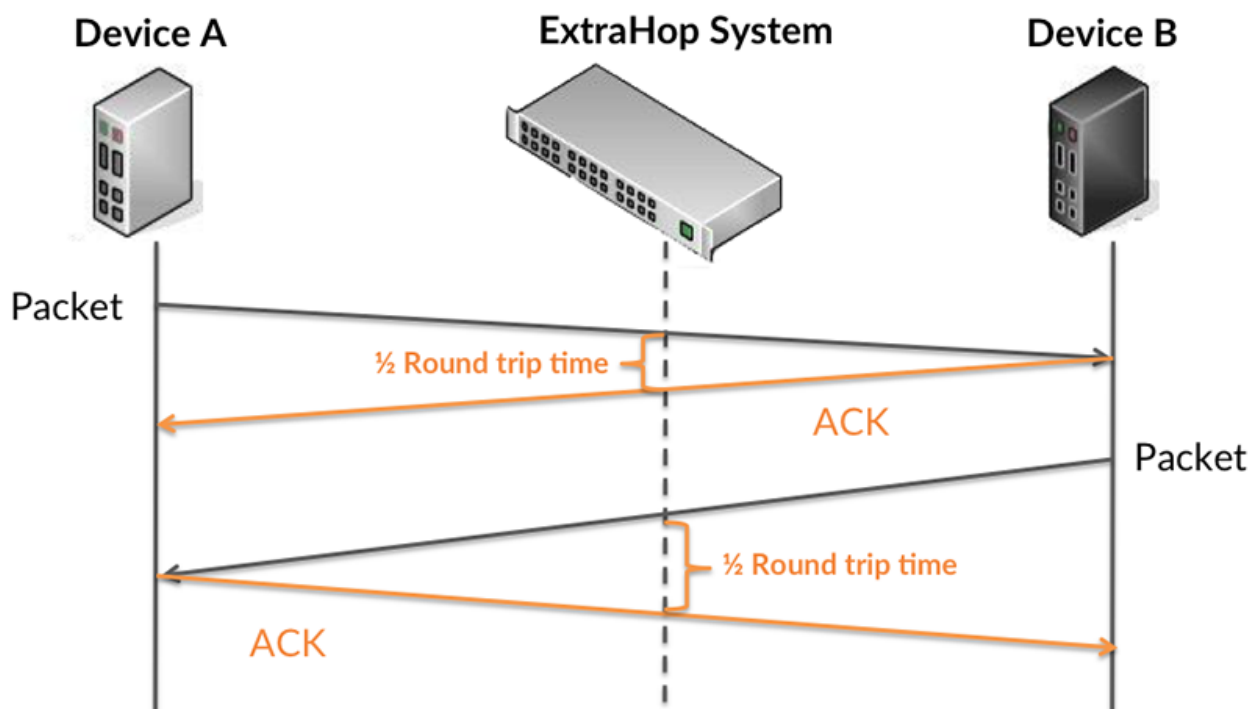 Device A
ExtraHop System
Device B
Packet
½ Round trip time
ACK
Packet
½ Round trip time
ACK